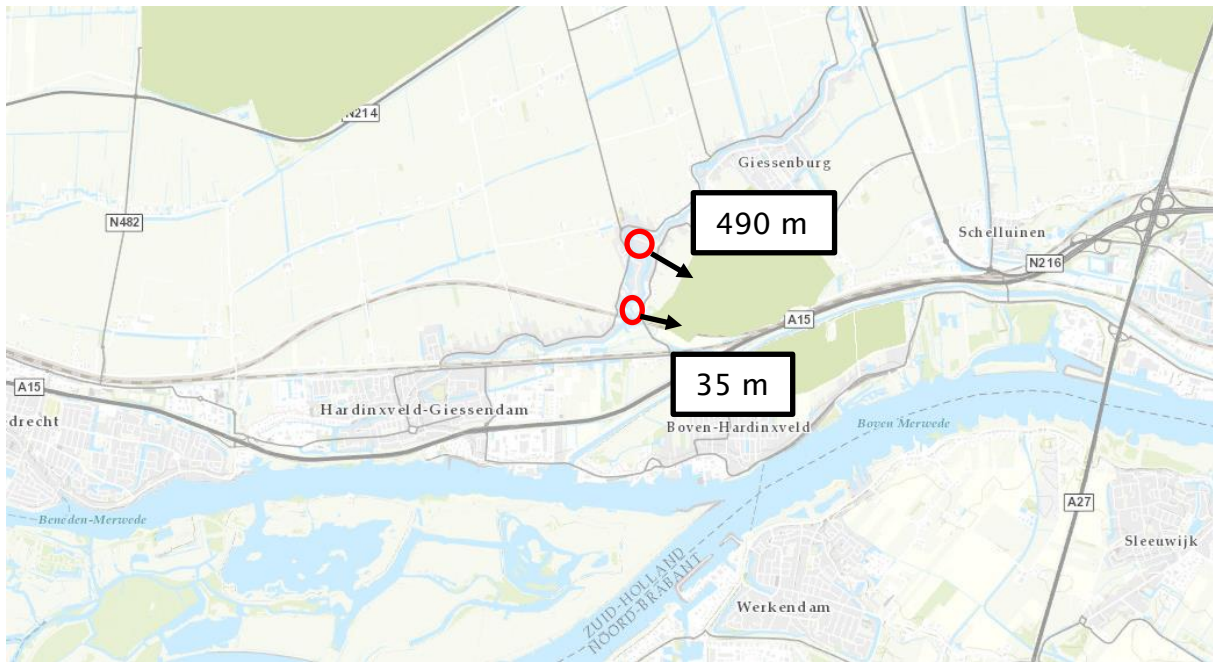 N214
Giessenburg
490 m
N482
Schelluinen
N216
A15
35 m
A15
Hardinxveld-Giessendam
drecht
Boven-Hardinxveld
Boven Merwede
A27
Beneden-Merwede
Sleeuwijk
ZUID-HOLLAND
NOORD-BRABANT
Werkendam